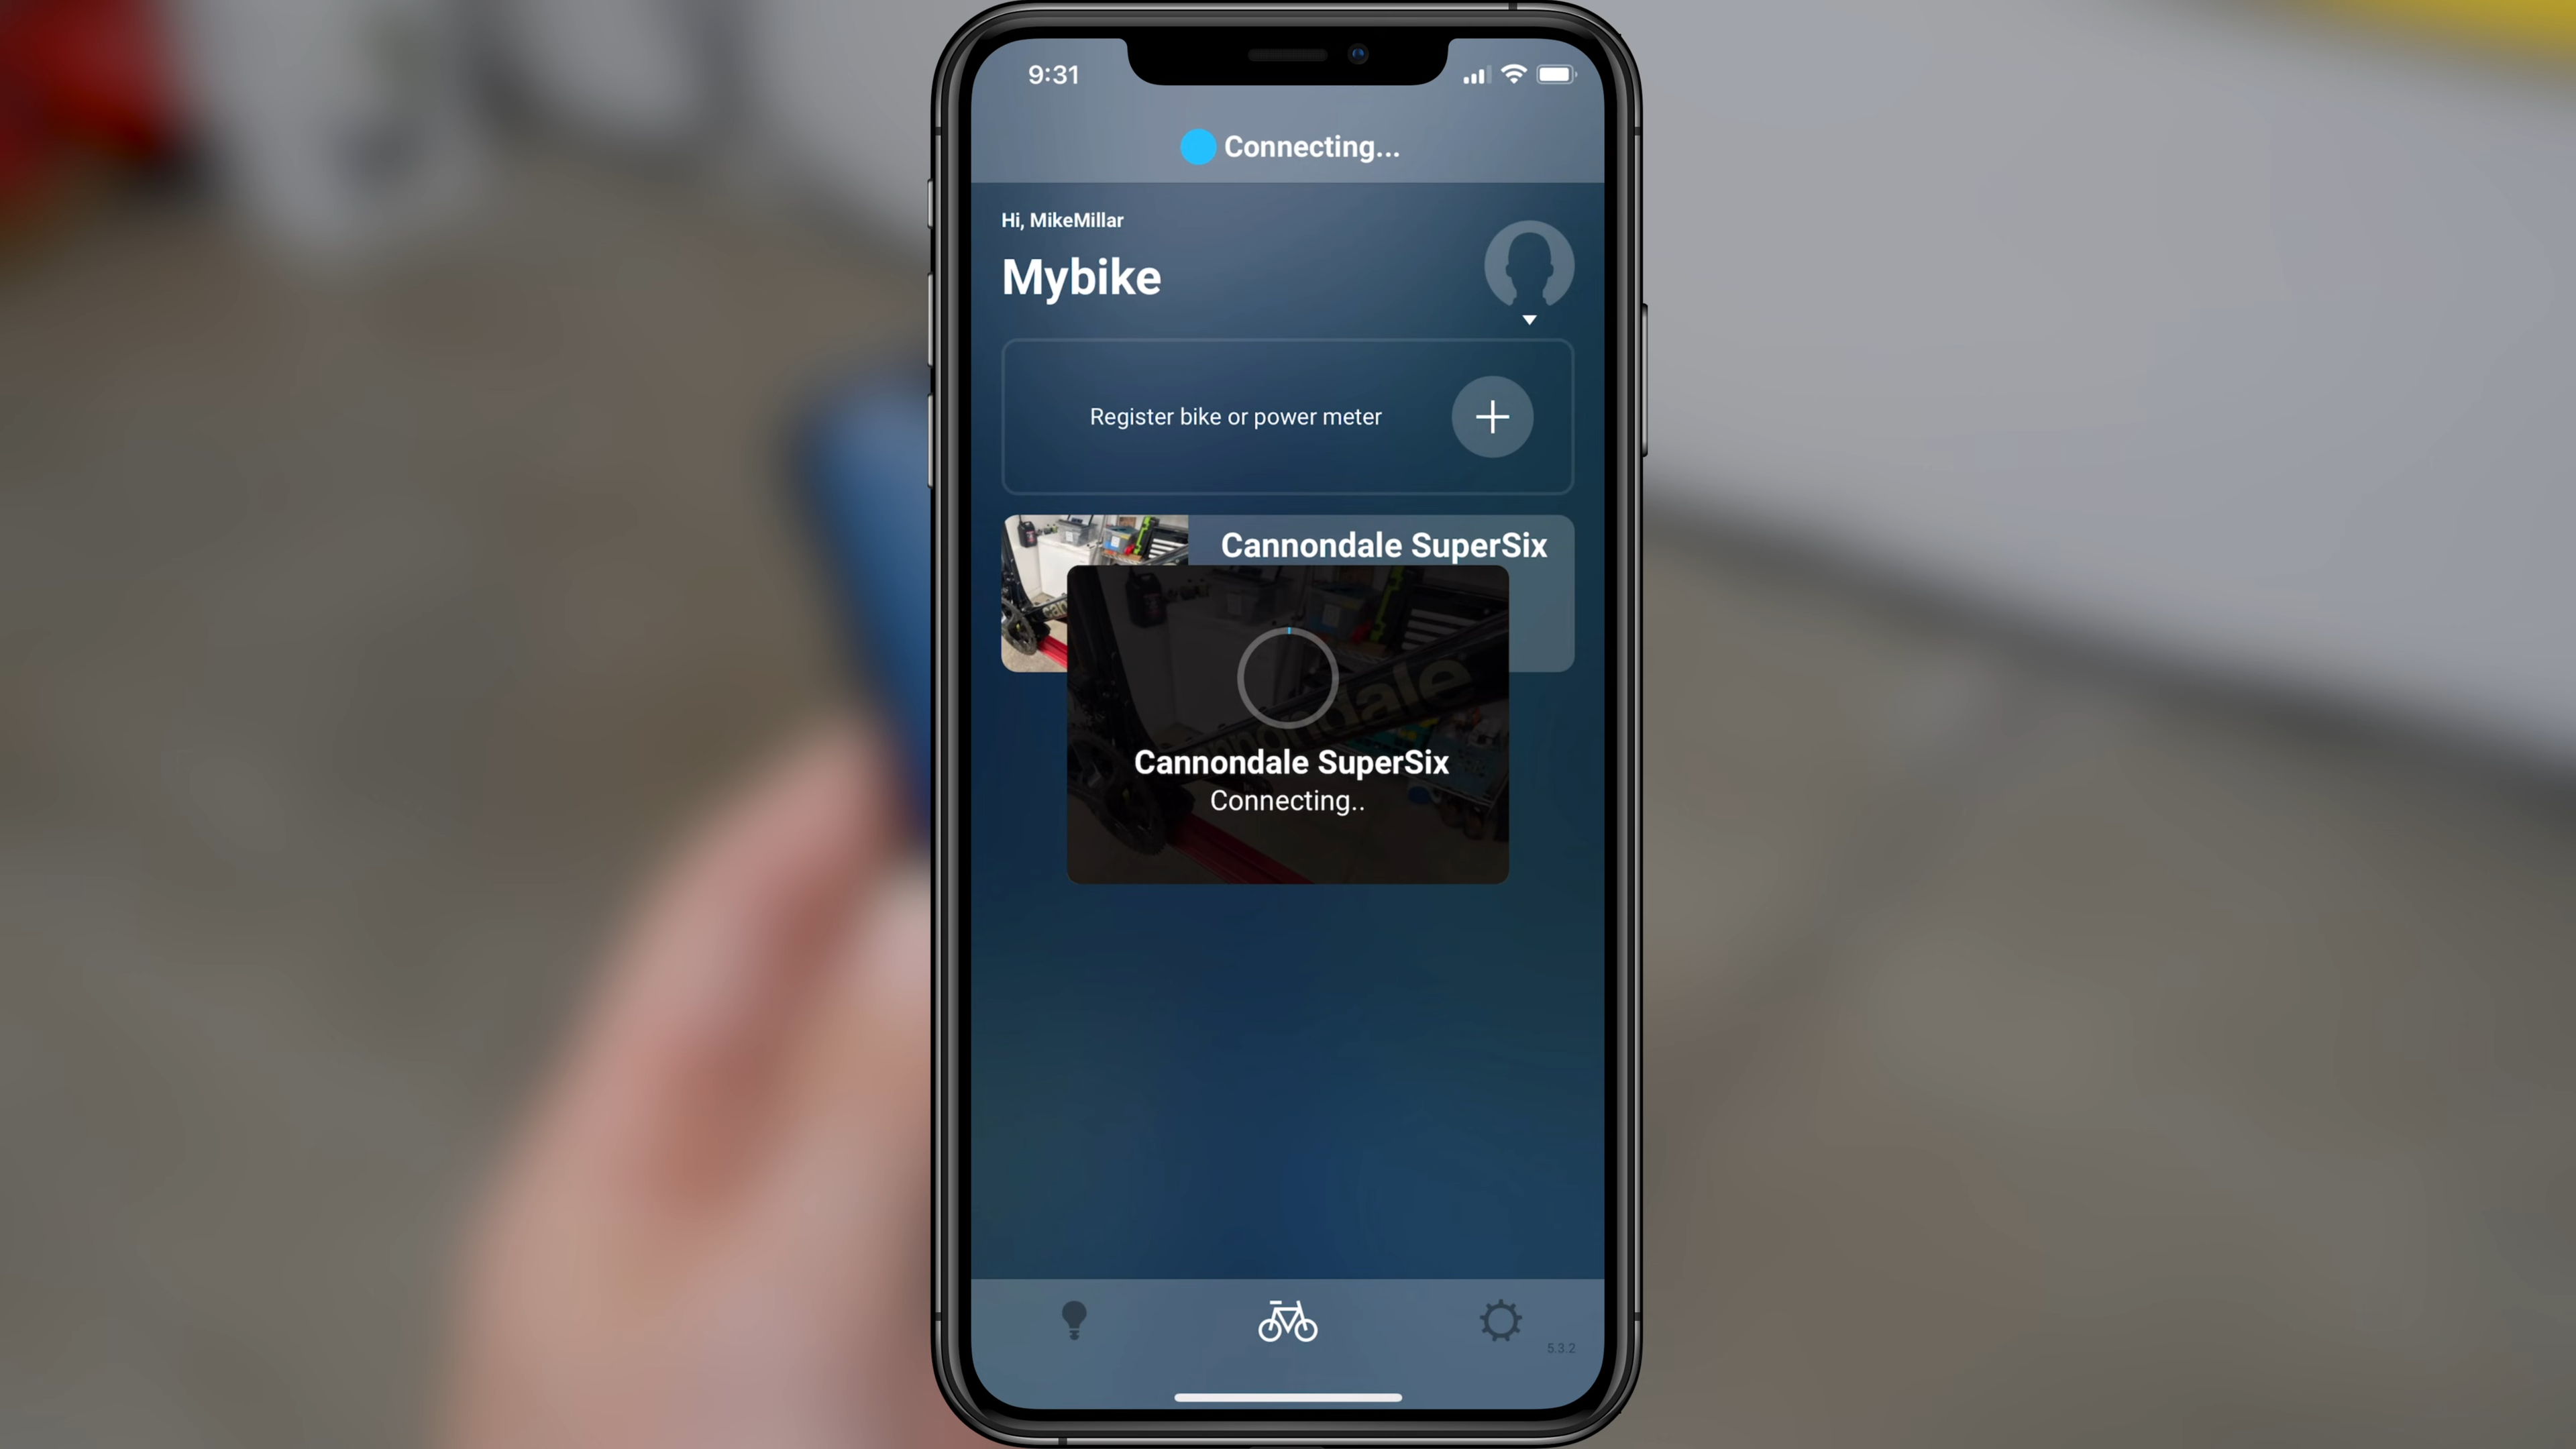 9:31
Connecting...
Hi, MikeMillar
Mybike
Register bike or power meter
Cannondale SuperSix
cannondale
Cannondale SuperSix
Connecting..
5.3.2